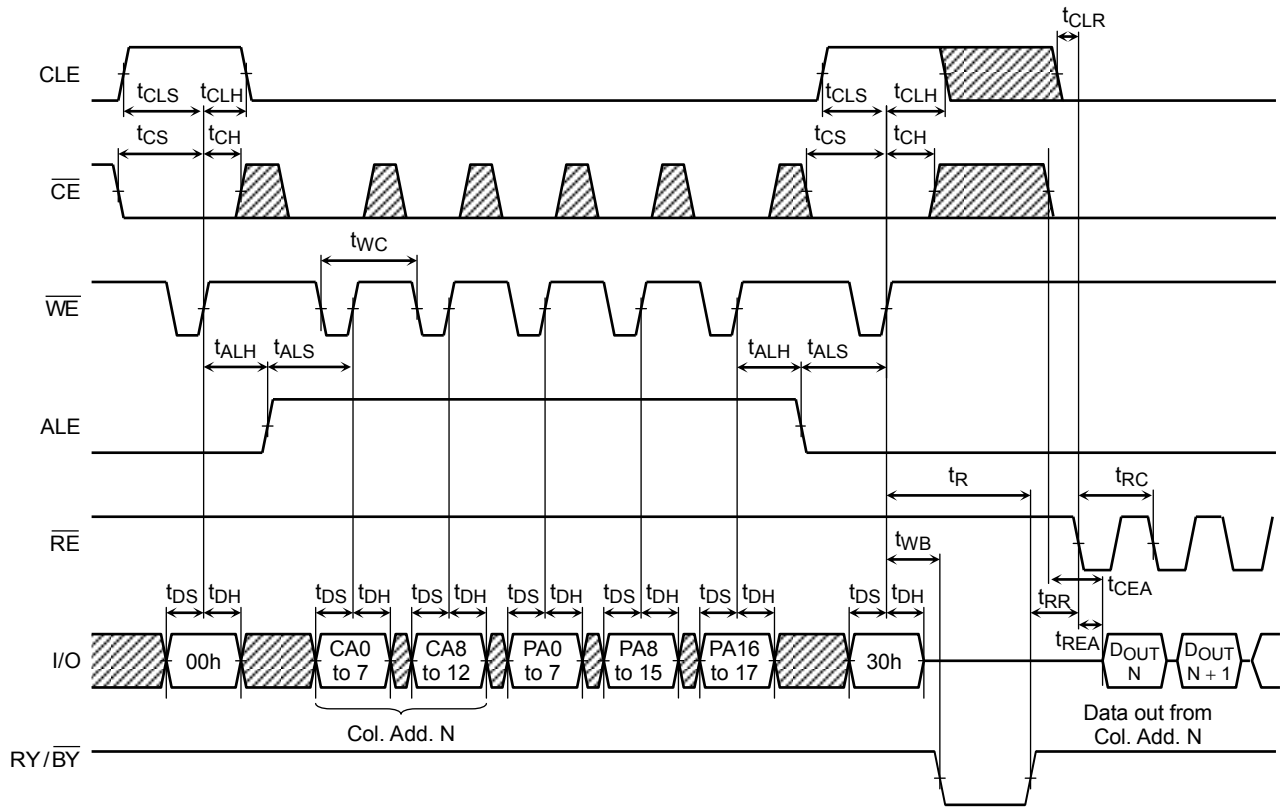 tCLR
CLE
tCLS tCLH tCLS tCLH
tCS tCH tCS tCH
CE
tWC
WE
tALH tALS tALH tALS
ALE
tR tRC
RE
tWB
tDS tDH tDS tDH tDS tDH tDS tDH tDS tDH tDS tDH tDS tDH tRR tCEA
tREA
I/O 00h CA0 to 7 CA8 to 12 PA0 to 7 PA8 to 15 PA16 to 17 30h DOUT N DOUT N + 1
Col. Add. N
Data out from
Col. Add. N
RY/BY